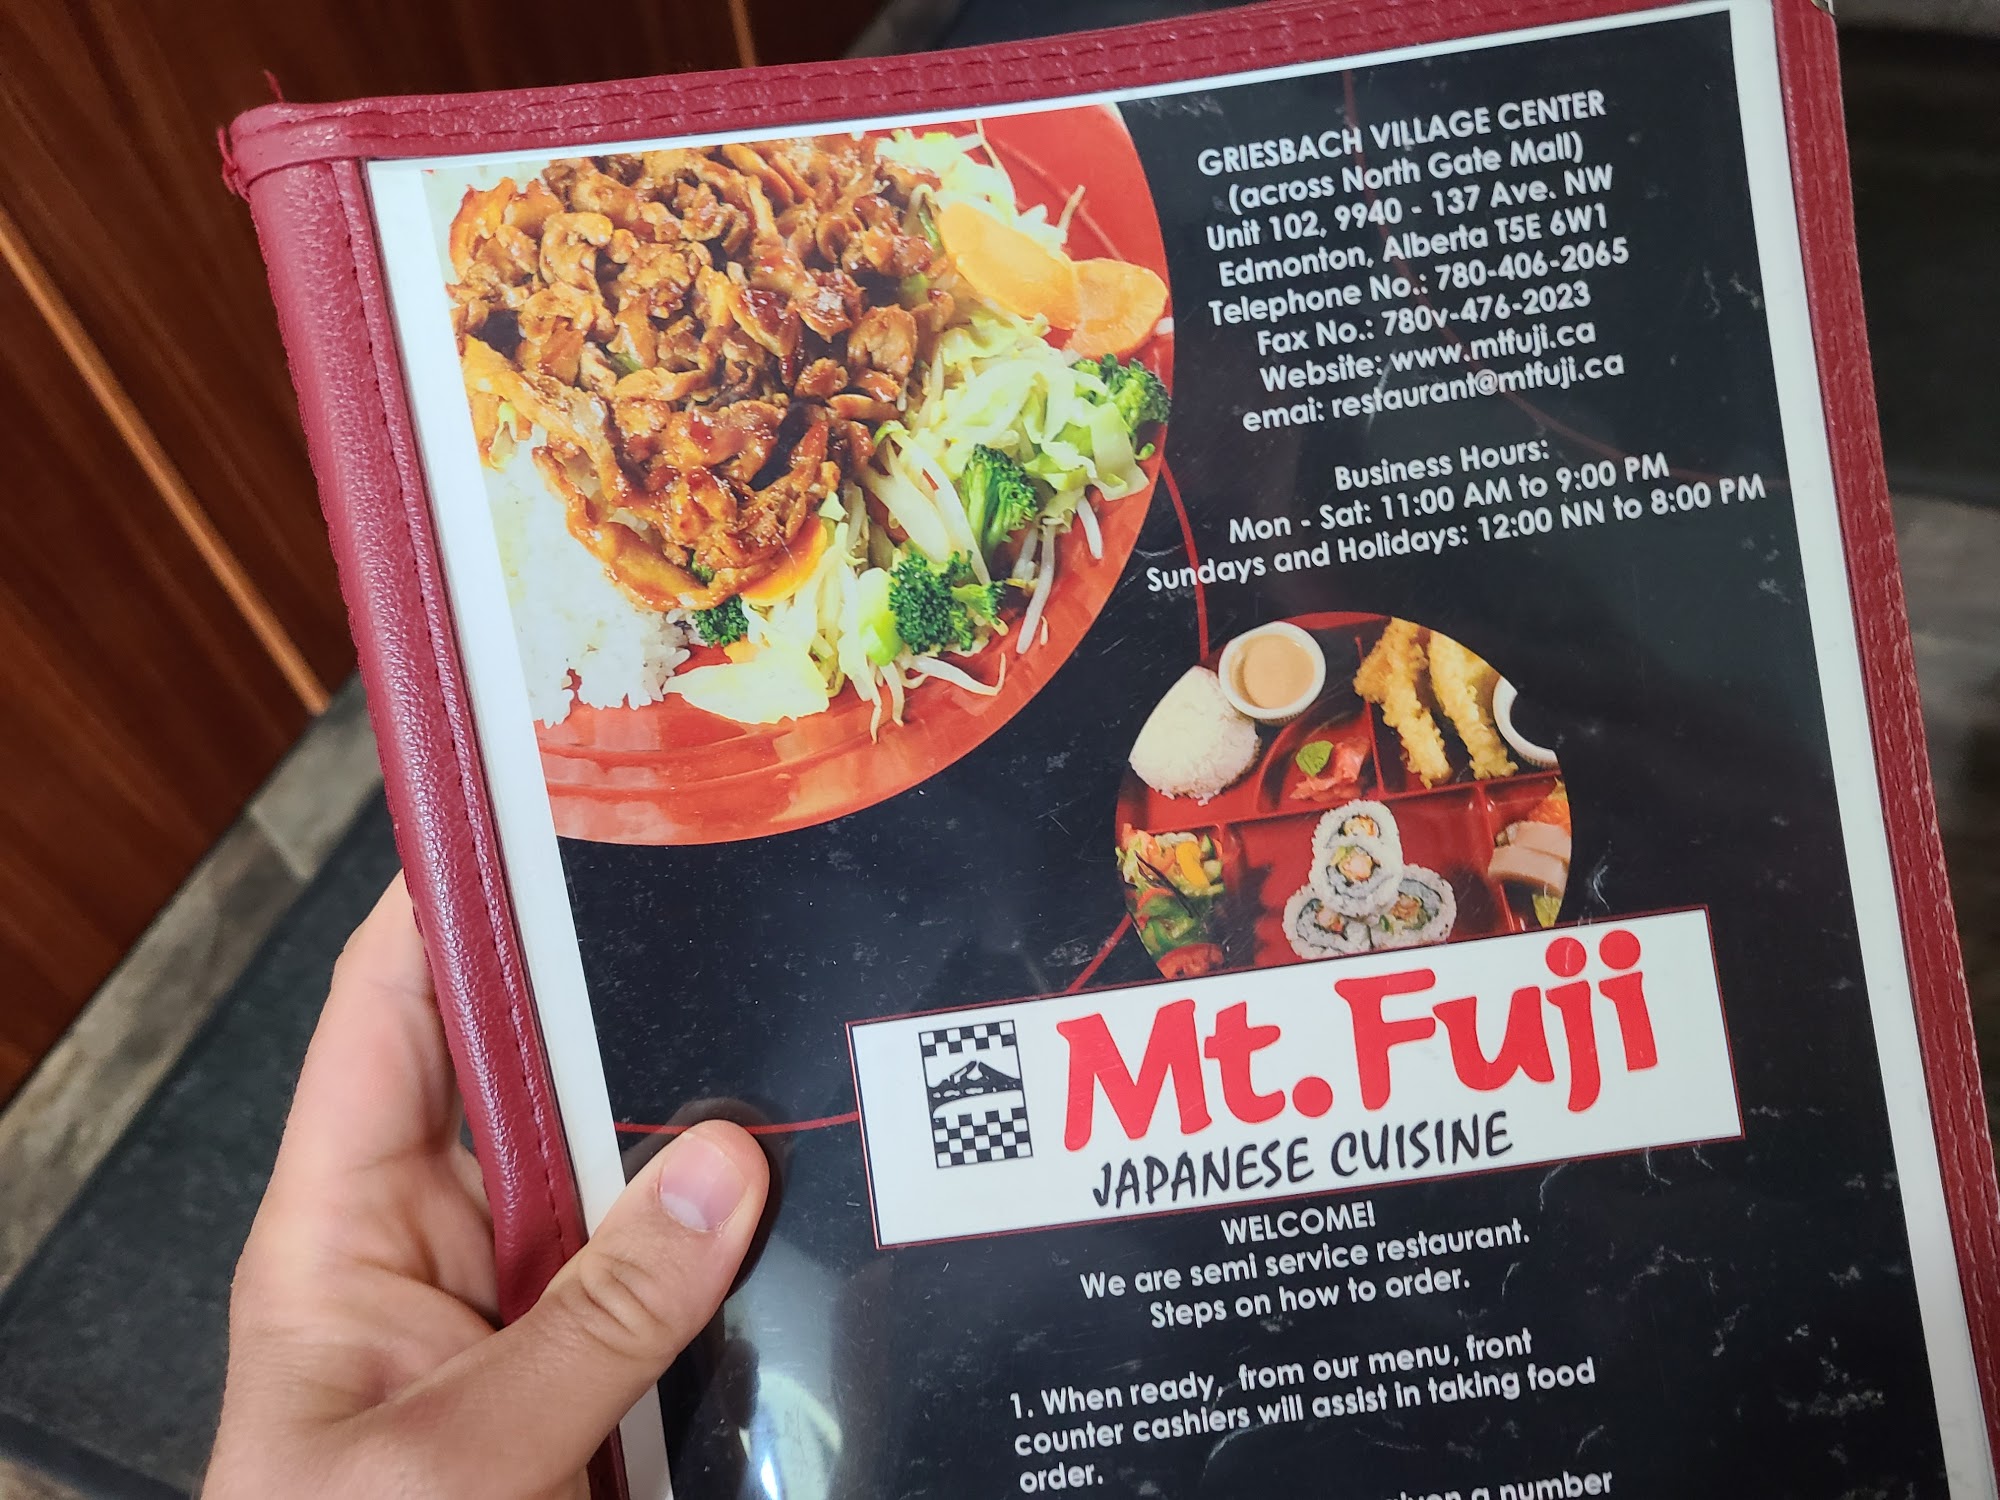 GRIESBACH VILLAGE CENTER
(across North Gate Mall)
Unit 102, 9940 - 137 Ave. NW
Edmonton, Alberta T5E 6W1
Telephone No.: 780-406-2065
Fax No.: 780v-476-2023
Website: www.mtfuji.ca
emai: restaurant@mtfuji.ca
Business Hours:
Mon - Sat: 11:00 AM to 9:00 PM
Sundays and Holidays: 12:00 NN to 8:00 PM
Mt. Fuji
JAPANESE CUISINE
WELCOME!
We are semi service restaurant.
Steps on how to order.
1. When ready, from our menu, front
counter cashiers will assist in taking food
order.
given a number